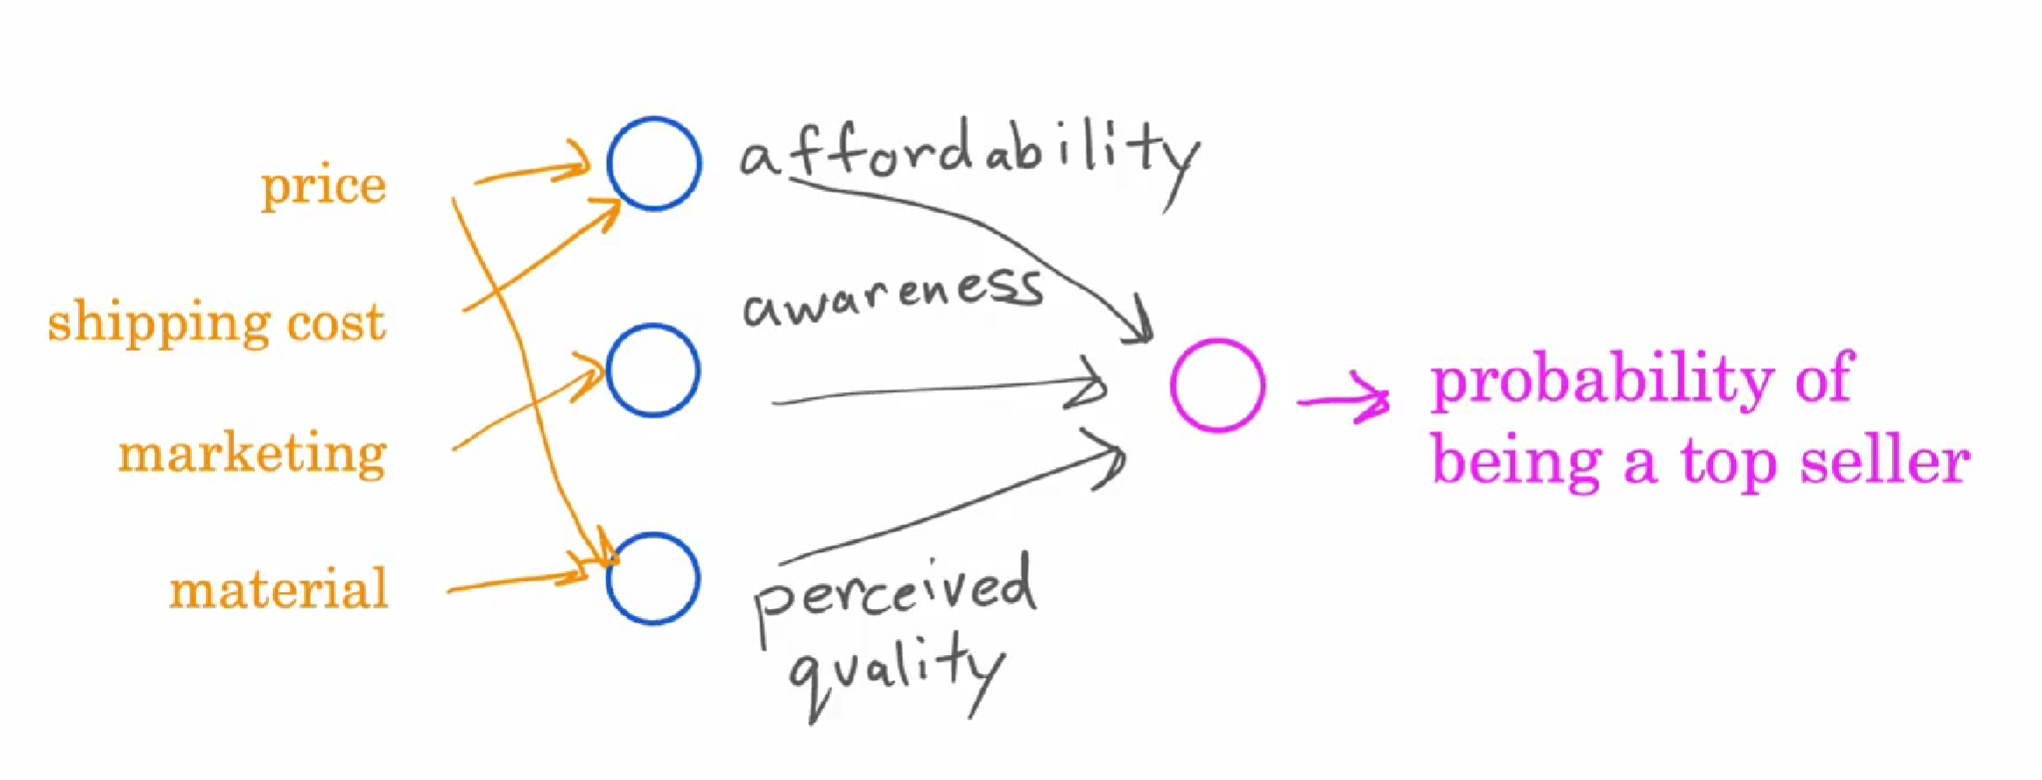 price
shipping cost
marketing
material
affordability
awareness
perceived
quality
probability of
being a top seller